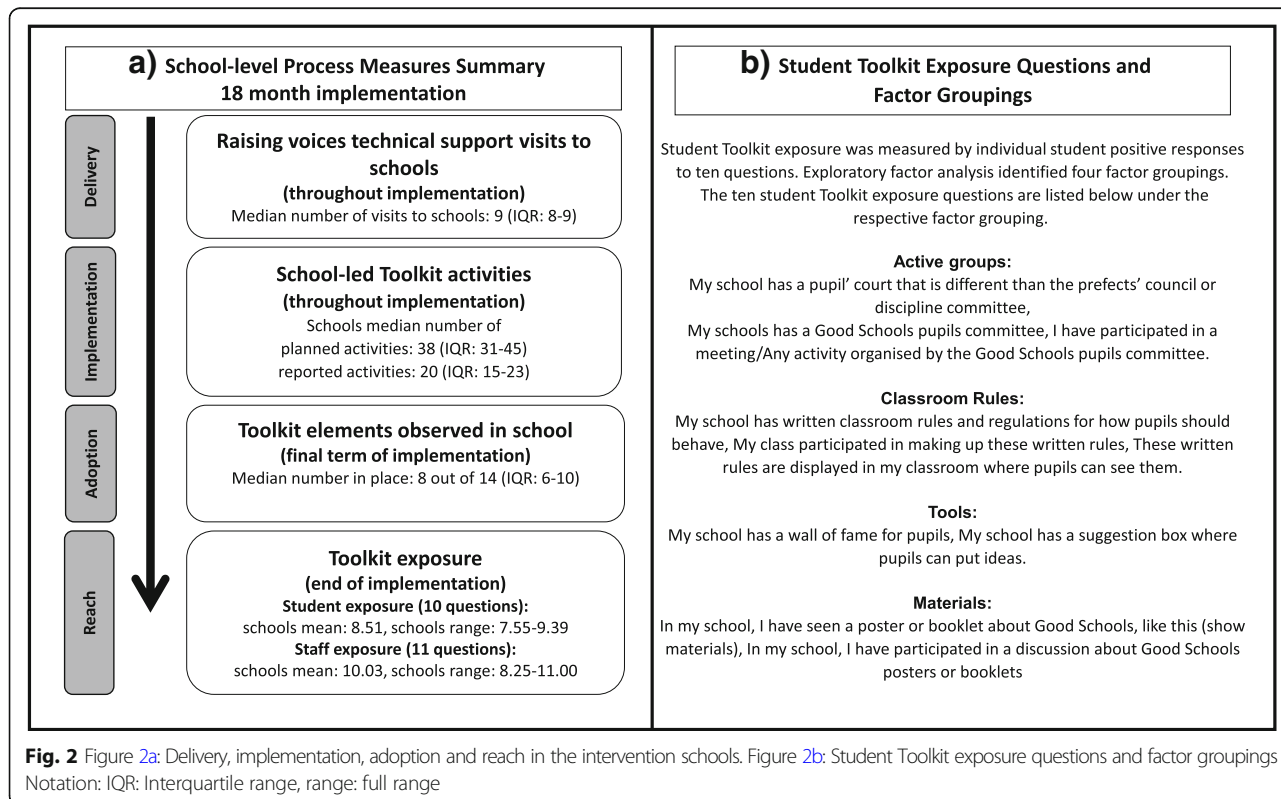 a) School-level Process Measures Summary
18 month implementation
Delivery
Raising voices technical support visits to
schools
(throughout implementation)
Median number of visits to schools: 9 (IQR: 8-9)
Implementation
School-led Toolkit activities
(throughout implementation)
Schools median number of
planned activities: 38 (IQR: 31-45)
reported activities: 20 (IQR: 15-23)
Adoption
Toolkit elements observed in school
(final term of implementation)
Median number in place: 8 out of 14 (IQR: 6-10)
Reach
Toolkit exposure
(end of implementation)
Student exposure (10 questions):
schools mean: 8.51, schools range: 7.55-9.39
Staff exposure (11 questions):
schools mean: 10.03, schools range: 8.25-11.00
b) Student Toolkit Exposure Questions and
Factor Groupings
Student Toolkit exposure was measured by individual student positive responses
to ten questions. Exploratory factor analysis identified four factor groupings.
The ten student Toolkit exposure questions are listed below under the
respective factor grouping.
Active groups:
My school has a pupil' court that is different than the prefects' council or
discipline committee,
My schools has a Good Schools pupils committee, I have participated in a
meeting/Any activity organised by the Good Schools pupils committee.
Classroom Rules:
My school has written classroom rules and regulations for how pupils should
behave, My class participated in making up these written rules, These written
rules are displayed in my classroom where pupils can see them.
Tools:
My school has a wall of fame for pupils, My school has a suggestion box where
pupils can put ideas.
Materials:
In my school, I have seen a poster or booklet about Good Schools, like this (show
materials), In my school, I have participated in a discussion about Good Schools
posters or booklets
Fig. 2 Figure 2a: Delivery, implementation, adoption and reach in the intervention schools. Figure 2b: Student Toolkit exposure questions and factor groupings
Notation: IQR: Interquartile range, range: full range